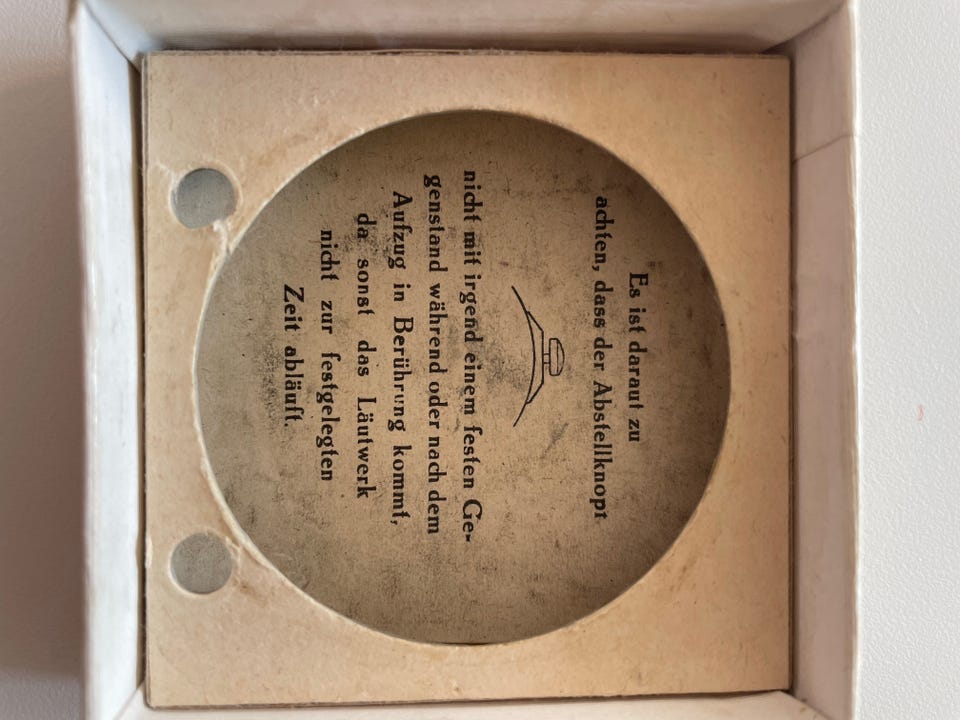 Es ist darauf zu
achten, dass der Abstellknopf
nicht mit irgend einem festen Ge-
genstand während oder nach dem
Aufzug in Berührung kommt,
da sonst das Läutwerk
nicht zur festgelegten
Zeit abläuft.